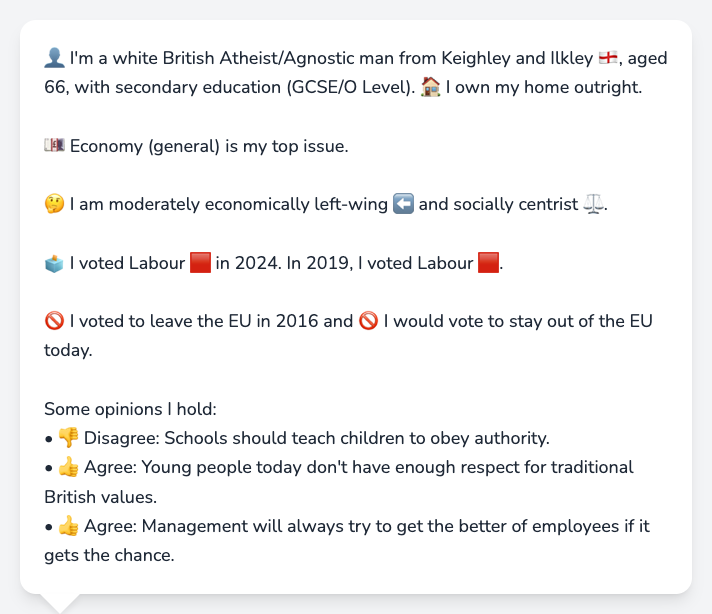 👤 I'm a white British Atheist/Agnostic man from Keighley and Ilkley 🏴󠁧󠁢󠁥󠁮󠁧󠁿, aged
66, with secondary education (GCSE/O Level). 🏠 I own my home outright.
💷 Economy (general) is my top issue.
🤔 I am moderately economically left-wing ⬅️ and socially centrist ⚖️.
🗳️ I voted Labour 🟥 in 2024. In 2019, I voted Labour 🟥.
🚫 I voted to leave the EU in 2016 and 🚫 I would vote to stay out of the EU
today.
Some opinions I hold:
• 👎 Disagree: Schools should teach children to obey authority.
• 👍 Agree: Young people today don't have enough respect for traditional
British values.
• 👍 Agree: Management will always try to get the better of employees if it
gets the chance.